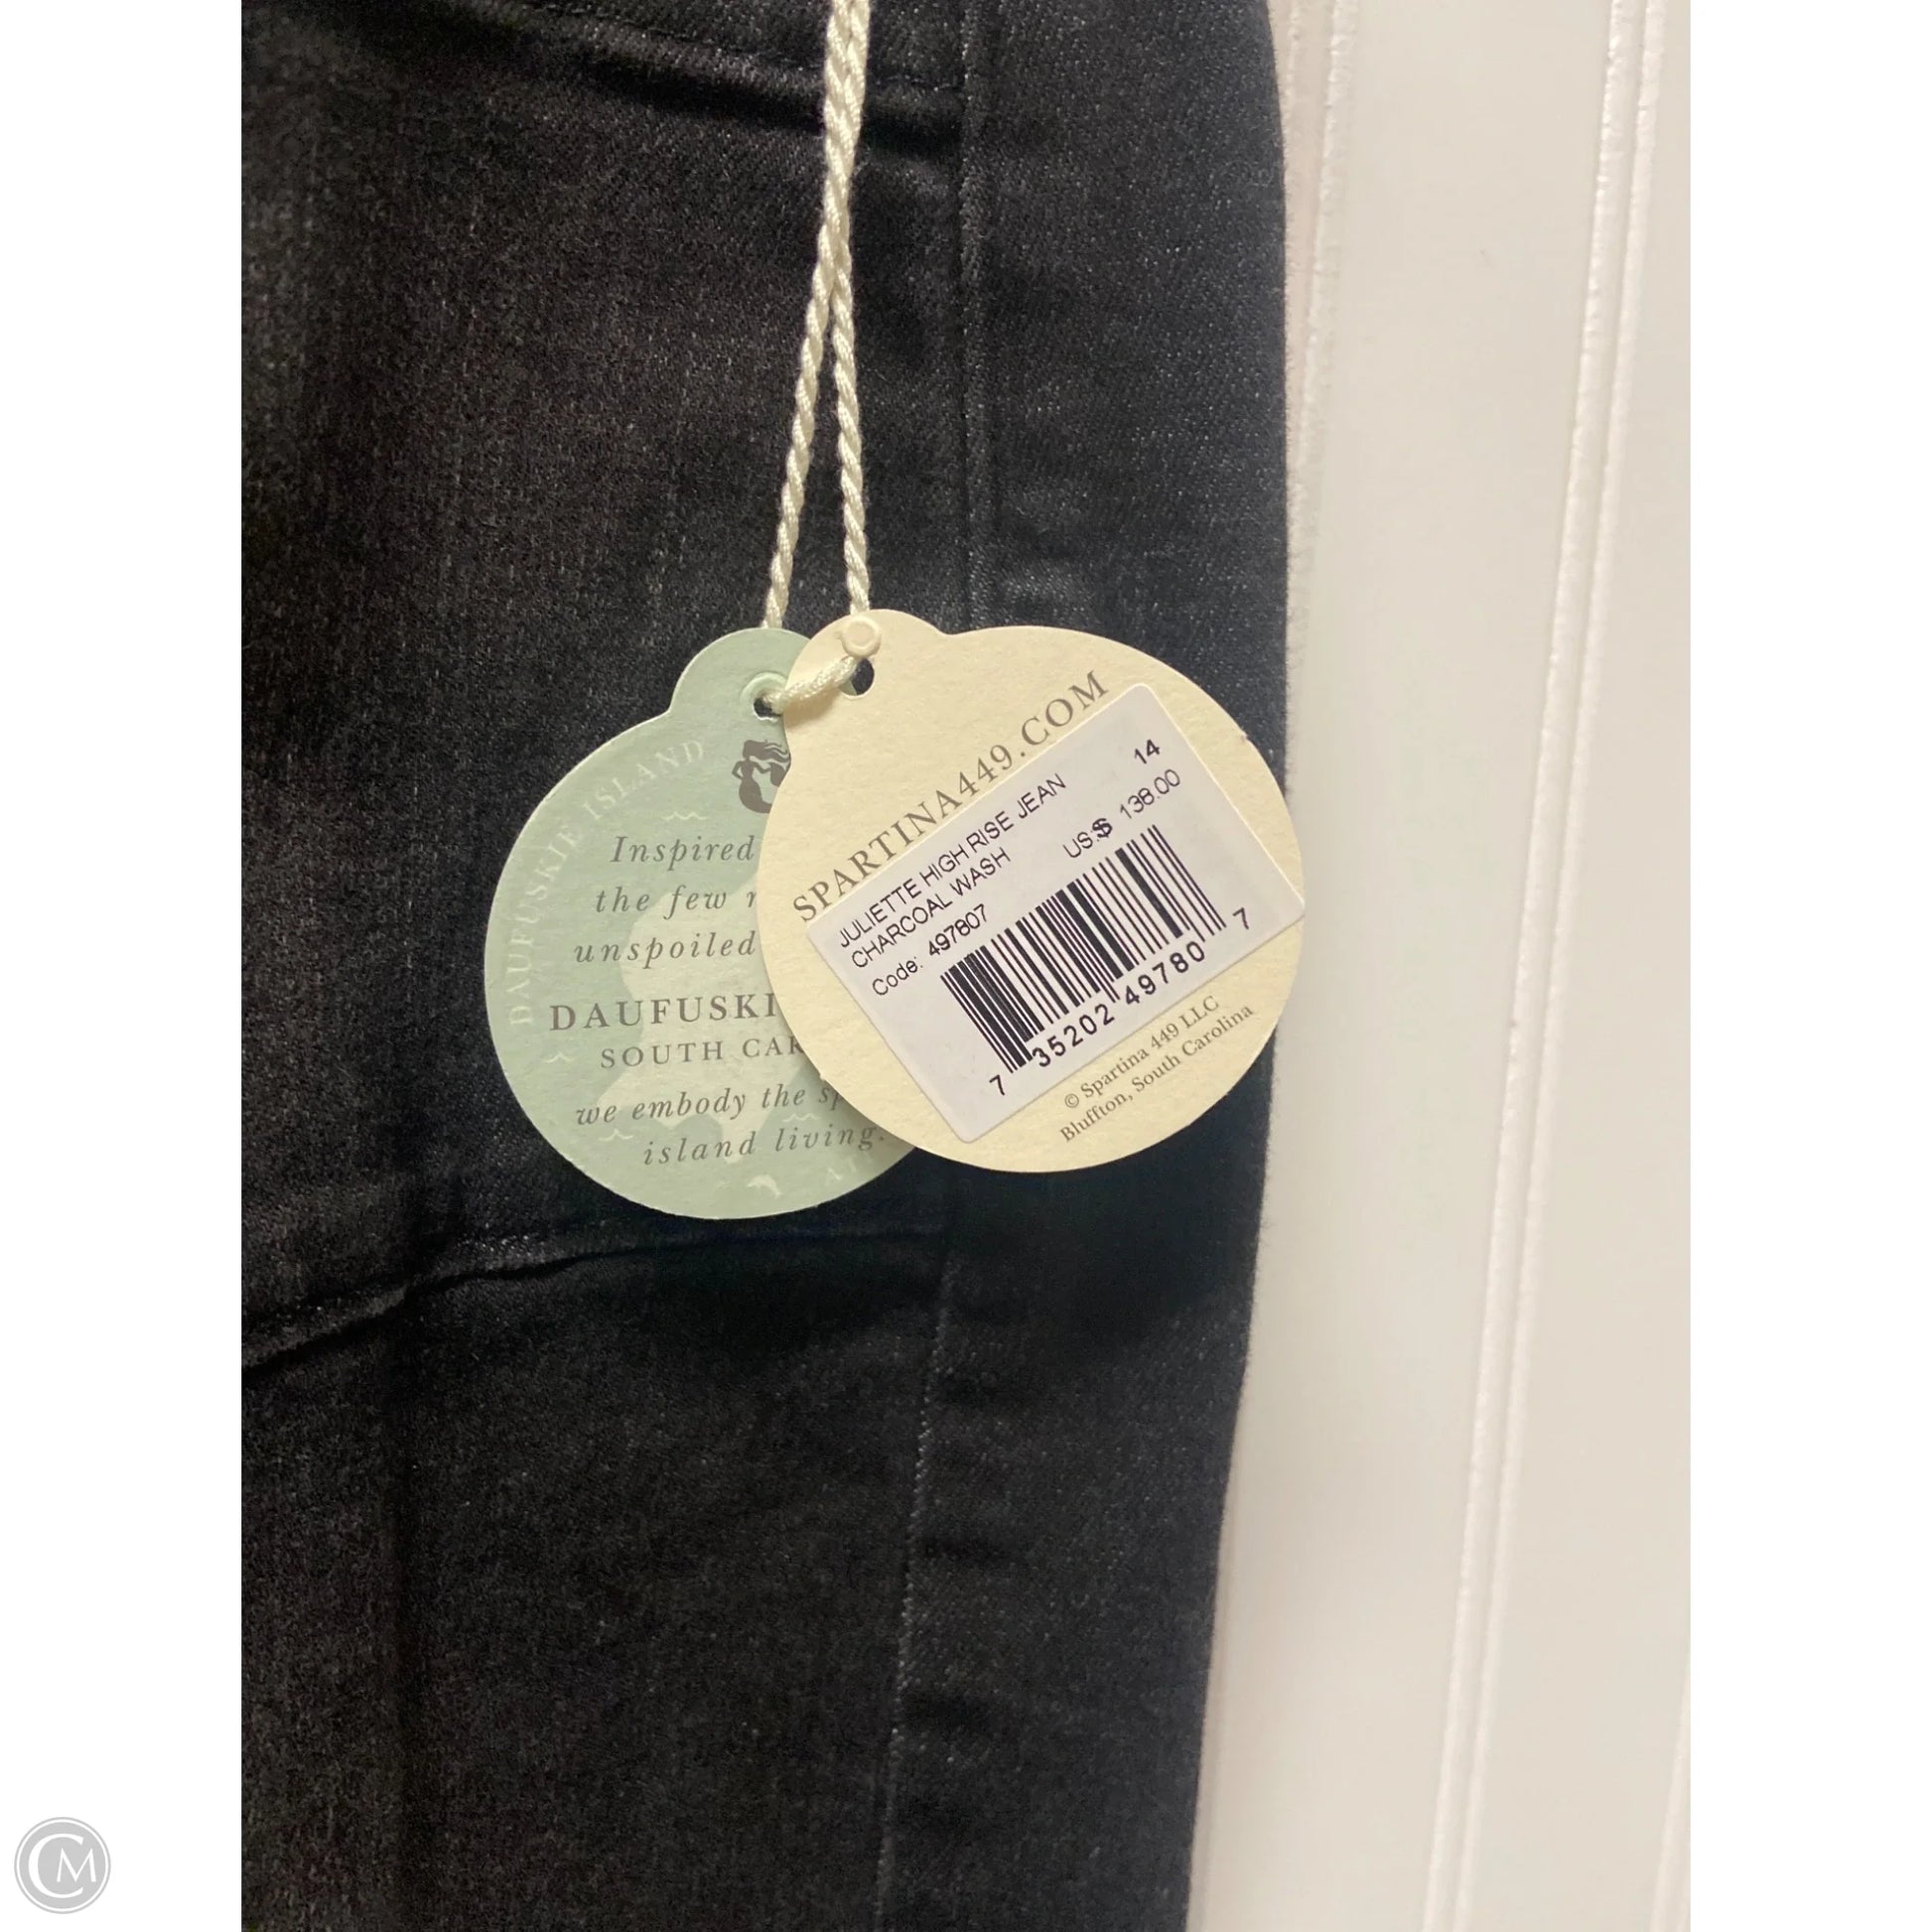 DAUFUSKIE ISLAND
Inspired
the few
unspoiled
DAUFUSKI
SOUTH CAR
we embody the sp
island living.
SPARTINA449.COM
JULIETTE HIGH RISE JEAN 14
CHARCOAL WASH US$ 138.00
Code: 497807
7 35202 49780 7
© Spartina 449 LLC
Bluffton, South Carolina
CM